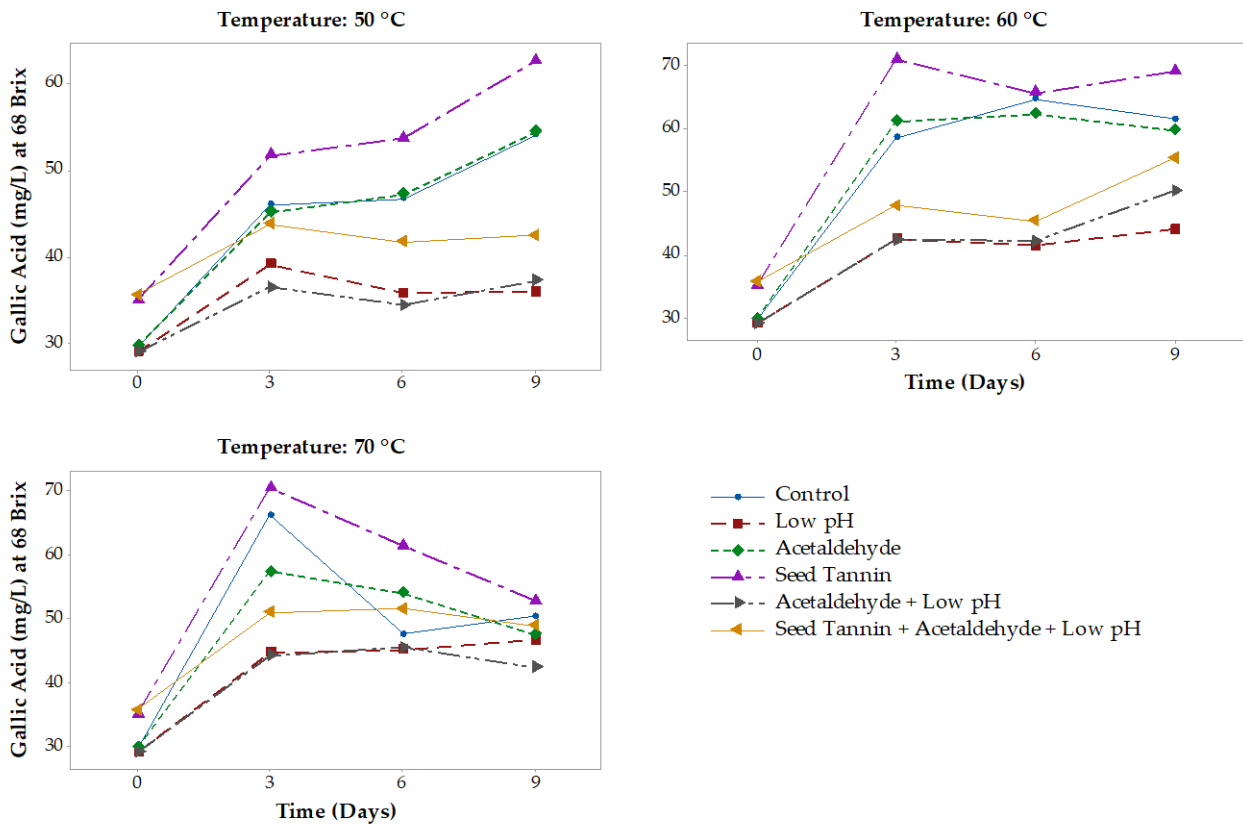 Temperature: 50 °C
Temperature: 60 °C
Gallic Acid (mg/L) at 68 Brix
60
50
40
30
0 3 6 9
70
60
50
40
30
0 3 6 9
Time (Days)
Temperature: 70 °C
Gallic Acid (mg/L) at 68 Brix
70
60
50
40
30
0 3 6 9
Time (Days)
Control
Low pH
Acetaldehyde
Seed Tannin
Acetaldehyde + Low pH
Seed Tannin + Acetaldehyde + Low pH